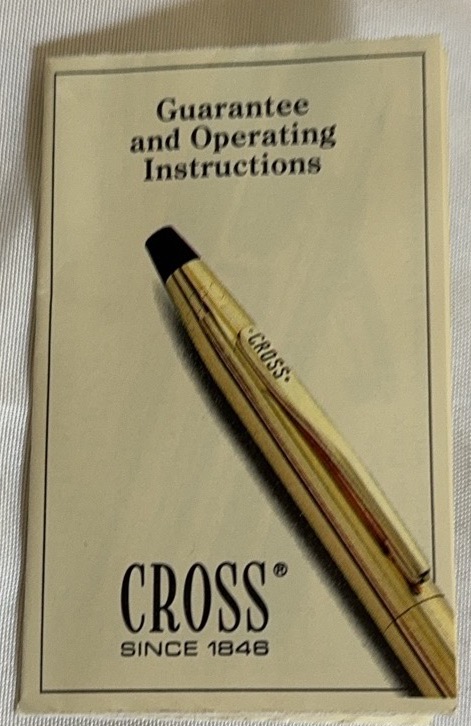 Guarantee
and Operating
Instructions
·CROSS·
CROSS®
SINCE 1846